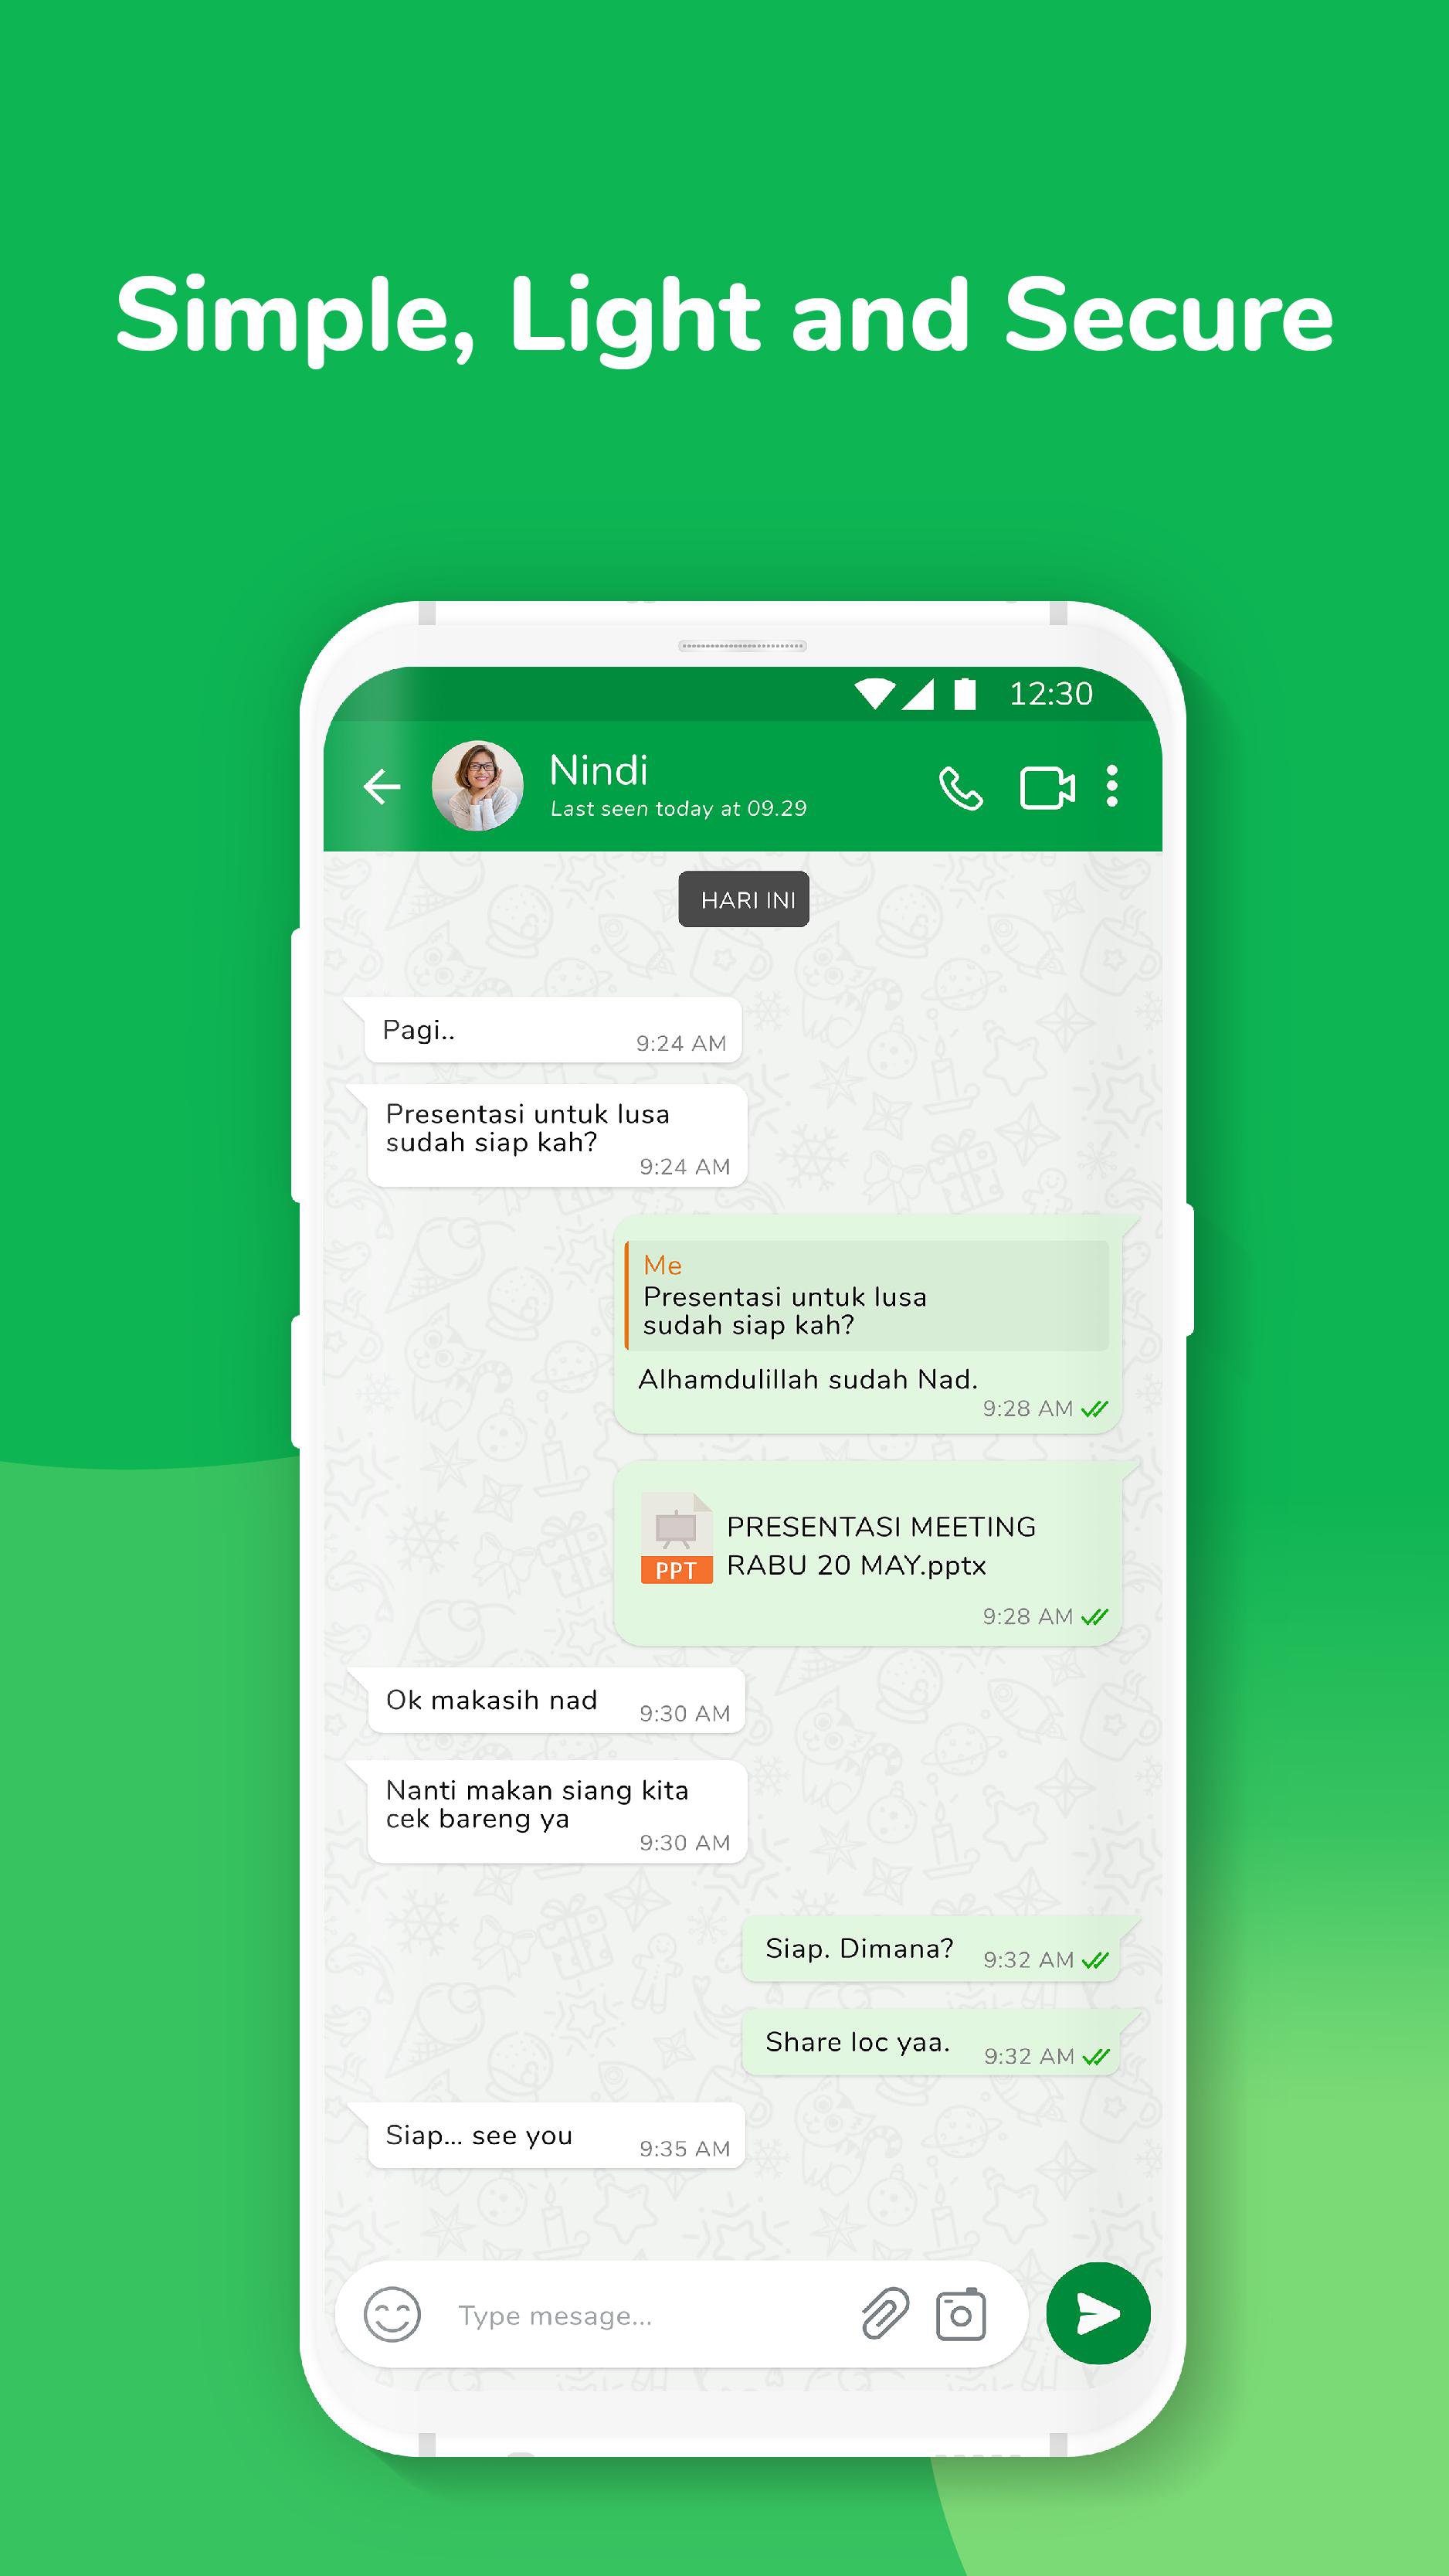 Simple, Light and Secure
12:30
Nindi
Last seen today at 09.29
HARI INI
Pagi..
9:24 AM
Presentasi untuk lusa
sudah siap kah?
9:24 AM
Me
Presentasi untuk lusa
sudah siap kah?
Alhamdulillah sudah Nad.
9:28 AM
PPT
PRESENTASI MEETING
RABU 20 MAY.pptx
9:28 AM
Ok makasih nad
9:30 AM
Nanti makan siang kita
cek bareng ya
9:30 AM
Siap. Dimana?
9:32 AM
Share loc yaa.
9:32 AM
Siap... see you
9:35 AM
Type mesage...